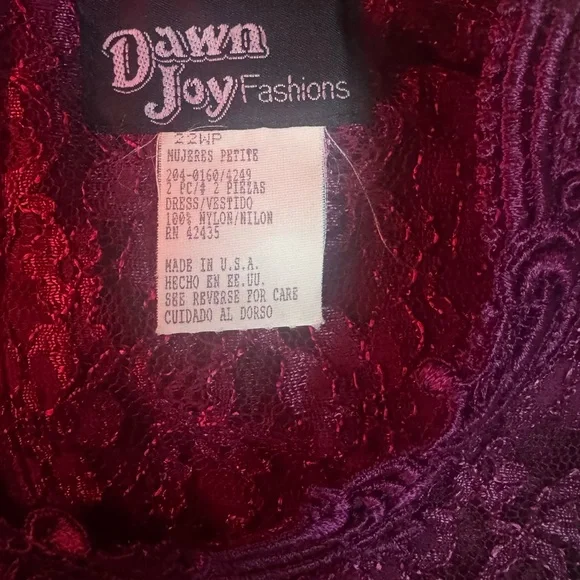 Dawn
Joy Fashions
22WP
MUJERES PETITE
204-0160/4249
2 PC/4 2 PIEZAS
DRESS/VESTIDO
100% NYLON/NILON
RN 42435
MADE IN U.S.A.
HECHO EN EE.UU.
SEE REVERSE FOR CARE
CUIDADO AL DORSO